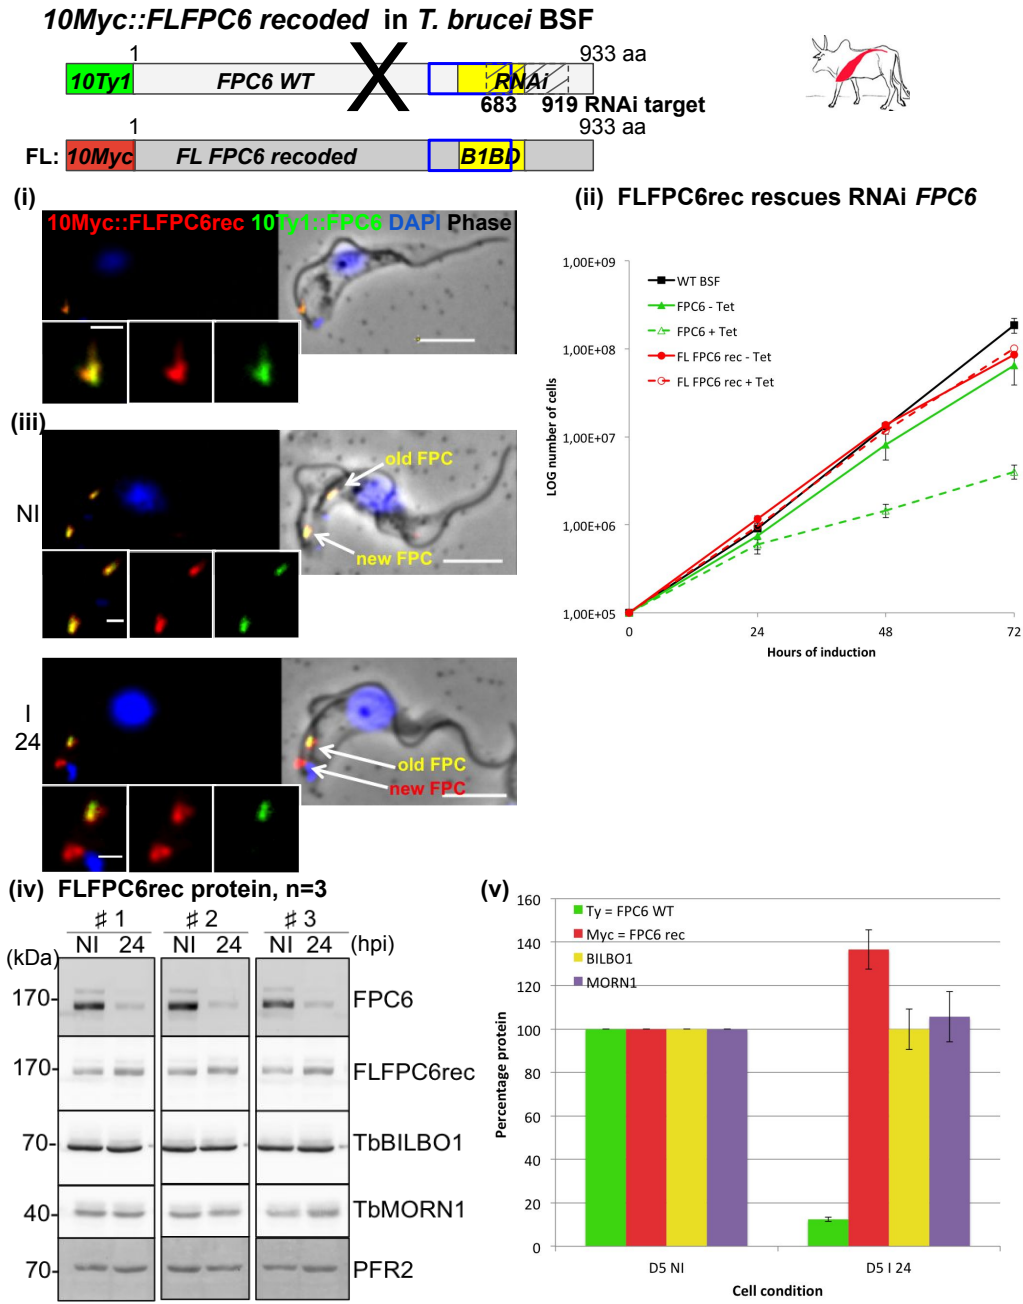 10Myc::FLFPC6 recoded in T. brucei BSF
1 933 aa
10Ty1 FPC6 WT RNAi
683 919 RNAi target
1 933 aa
FL: 10Myc FL FPC6 recoded B1BD
(i)
10Myc::FLFPC6rec 10Ty1::FPC6 DAPI Phase
(ii) FLFPC6rec rescues RNAi FPC6
1,00E+09
1,00E+08
1,00E+07
1,00E+06
1,00E+05
LOG number of cells
WT BSF
FPC6 - Tet
FPC6 + Tet
FL FPC6 rec - Tet
FL FPC6 rec + Tet
0 24 48 72
Hours of induction
(iii)
NI
old FPC
new FPC
I
24
old FPC
new FPC
(iv) FLFPC6rec protein, n=3
♯ 1 ♯ 2 ♯ 3
NI 24 NI 24 NI 24 (hpi)
(kDa)
170- FPC6
170- FLFPC6rec
70- TbBILBO1
40- TbMORN1
70- PFR2
(v)
160
140
120
100
80
60
40
20
0
Percentage protein
Ty = FPC6 WT
Myc = FPC6 rec
BILBO1
MORN1
D5 NI D5 I 24
Cell condition